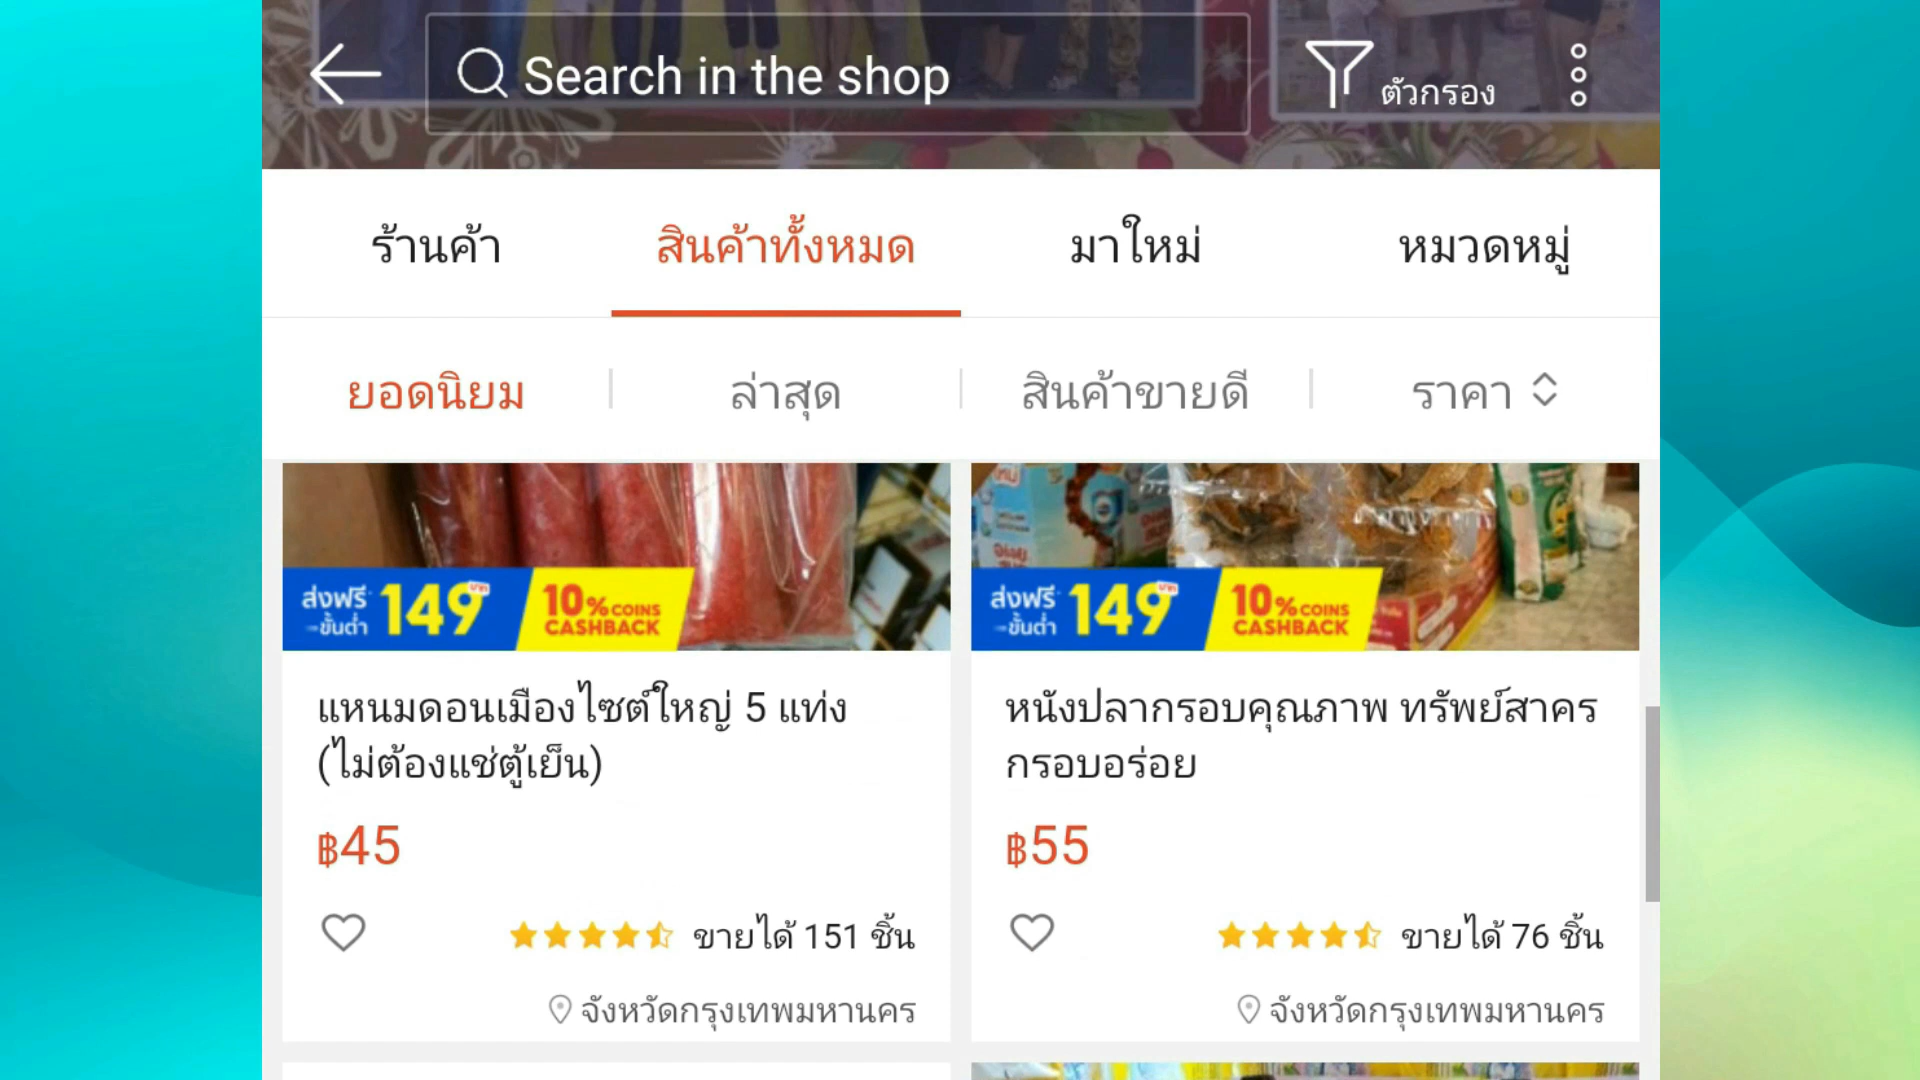 Search in the shop
ตัวกรอง
ร้านค้า
สินค้าทั้งหมด
มาใหม่
หมวดหมู่
ยอดนิยม
ล่าสุด
สินค้าขายดี
ราคา
ส่งฟรี
ขั้นต่ำ
149 บาท
10% COINS
CASHBACK
แหนมดอนเมืองไซต์ใหญ่ 5 แท่ง
(ไม่ต้องแช่ตู้เย็น)
฿45
ขายได้ 151 ชิ้น
จังหวัดกรุงเทพมหานคร
ส่งฟรี
ขั้นต่ำ
149 บาท
10% COINS
CASHBACK
หนังปลากรอบคุณภาพ ทรัพย์สาคร
กรอบอร่อย
฿55
ขายได้ 76 ชิ้น
จังหวัดกรุงเทพมหานคร